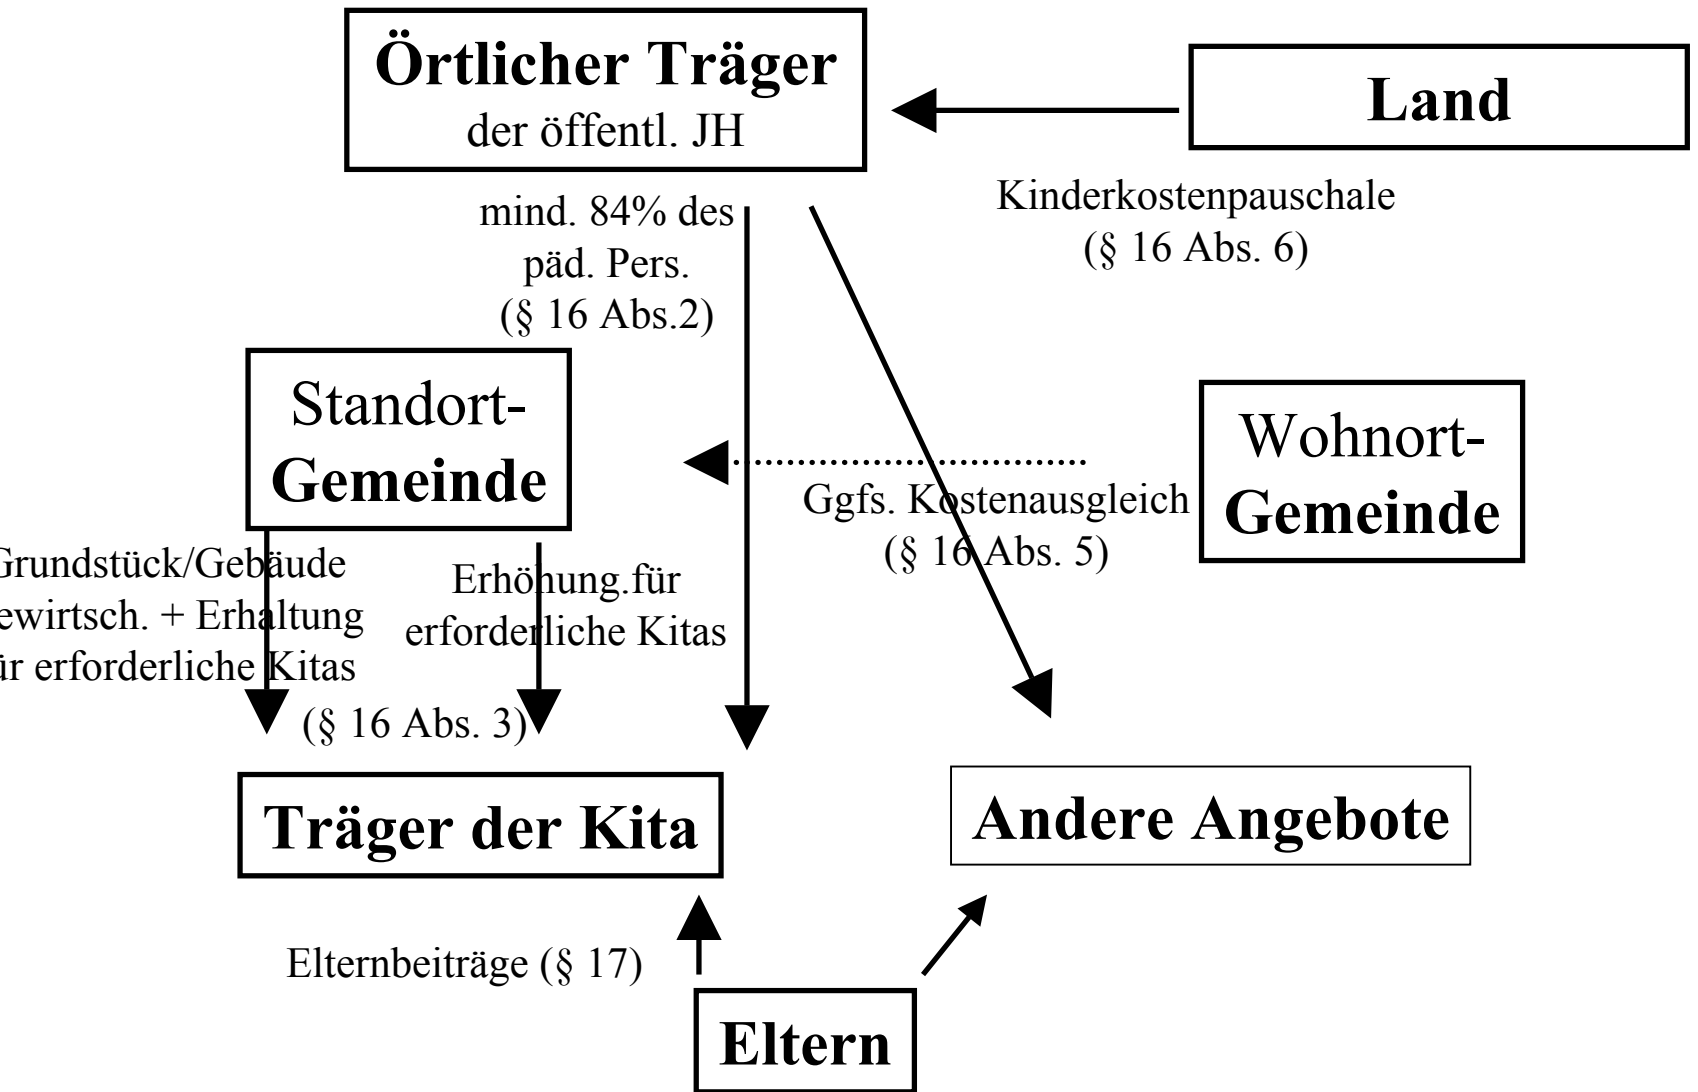 Örtlicher Träger
der öffentl. JH
Land
Kinderkostenpauschale
(§ 16 Abs. 6)
mind. 84% des
päd. Pers.
(§ 16 Abs.2)
Standort-
Gemeinde
Wohnort-
Gemeinde
Ggfs. Kostenausgleich
(§ 16 Abs. 5)
Grundstück/Gebäude
ewirtsch. + Erhaltung
ür erforderliche Kitas
Erhöhung.für
erforderliche Kitas
(§ 16 Abs. 3)
Träger der Kita
Andere Angebote
Elternbeiträge (§ 17)
Eltern